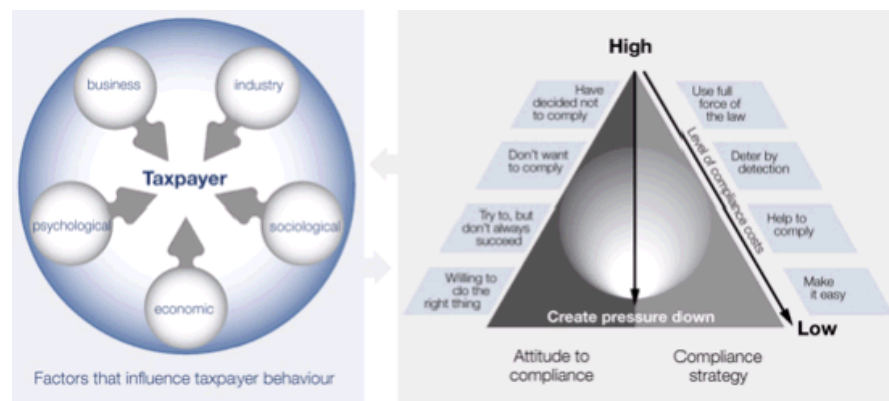 business
industry
Taxpayer
psychological
sociological
economic
Factors that influence taxpayer behaviour
High
Have
decided not
to comply
Use full
force of
the law
Don't want
to comply
Deter by
detection
Try to, but
don't always
succeed
Help to
comply
Willing to
do the
right thing
Make
it easy
Level of compliance costs
Create pressure down
Low
Attitude to
compliance
Compliance
strategy